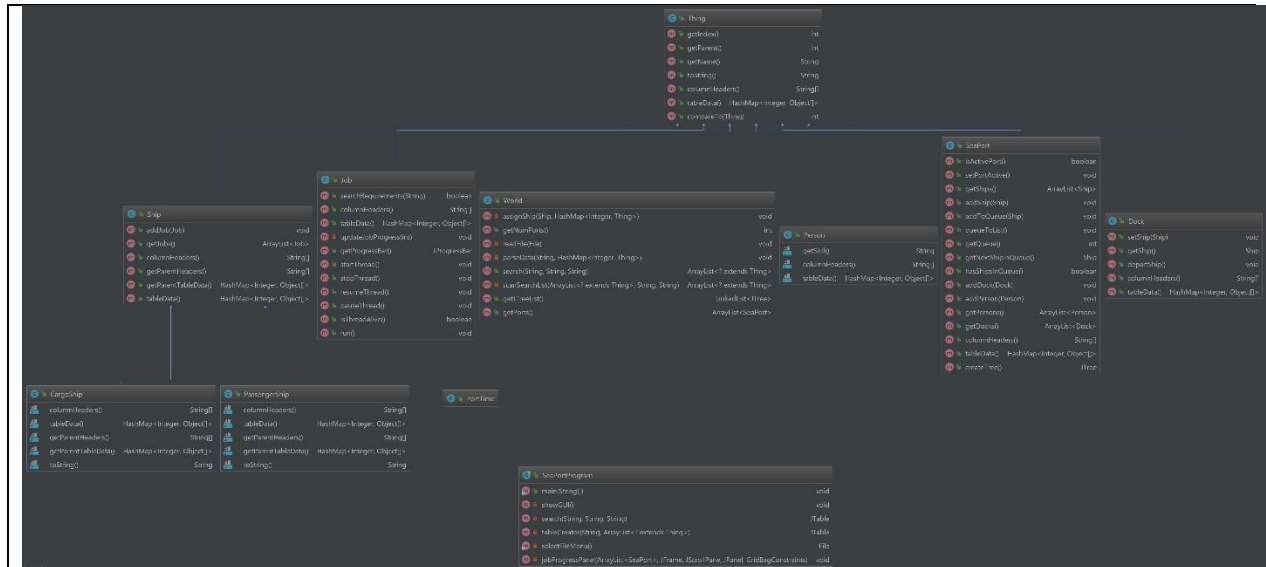 Thing
getIndex() int
getParent() int
getName() String
toString() String
columnHeaders() String[]
tableData() HashMap<Integer, Object[]>
compareTo(Thing) int
SeaPort
isActivePort() boolean
setPortActive() void
getShips() ArrayList<Ship>
addShip(Ship) void
addToQueue(Ship) void
queueToList() void
getQueue() int
getNextShipInQueue() Ship
hasShipsInQueue() boolean
addDock(Dock) void
addPerson(Person) void
getPersons() ArrayList<Person>
getDocks() ArrayList<Dock>
columnHeaders() String[]
tableData() HashMap<Integer, Object[]>
createTree() JTree
Job
searchRequirements(String) boolean
columnHeaders() String[]
tableData() HashMap<Integer, Object[]>
updateJobProgress(int) void
getProgressBar() JProgressBar
startThread() void
stopThread() void
resumeThread() void
pauseThread() void
isThreadAlive() boolean
run() void
World
assignShip(Ship, HashMap<Integer, Thing>) void
getNumPorts() int
readFile(File) void
parseData(String, HashMap<Integer, Thing>) void
search(String, String, String) ArrayList<? extends Thing>
scanSearchList(ArrayList<? extends Thing>, String, String) ArrayList<? extends Thing>
getTreeList() LinkedList<JTree>
getPorts() ArrayList<SeaPort>
Ship
addJob(Job) void
getJobs() ArrayList<Job>
columnHeaders() String[]
getParentHeaders() String[]
getParentTableData() HashMap<Integer, Object[]>
tableData() HashMap<Integer, Object[]>
Person
getSkill() String
columnHeaders() String[]
tableData() HashMap<Integer, Object[]>
Dock
setShip(Ship) void
getShip() Ship
departShip() void
columnHeaders() String[]
tableData() HashMap<Integer, Object[]>
CargoShip
columnHeaders() String[]
tableData() HashMap<Integer, Object[]>
getParentHeaders() String[]
getParentTableData() HashMap<Integer, Object[]>
toString() String
PassengerShip
columnHeaders() String[]
tableData() HashMap<Integer, Object[]>
getParentHeaders() String[]
getParentTableData() HashMap<Integer, Object[]>
toString() String
PortTime
SeaPortProgram
main(String[]) void
showGUI() void
search(String, String, String) JTable
tableCreator(String, ArrayList<? extends Thing>) JTable
selectFileMenu() File
jobProgressPanel(ArrayList<SeaPort>, JFrame, JScrollPane, JPanel, GridBagConstraints) void